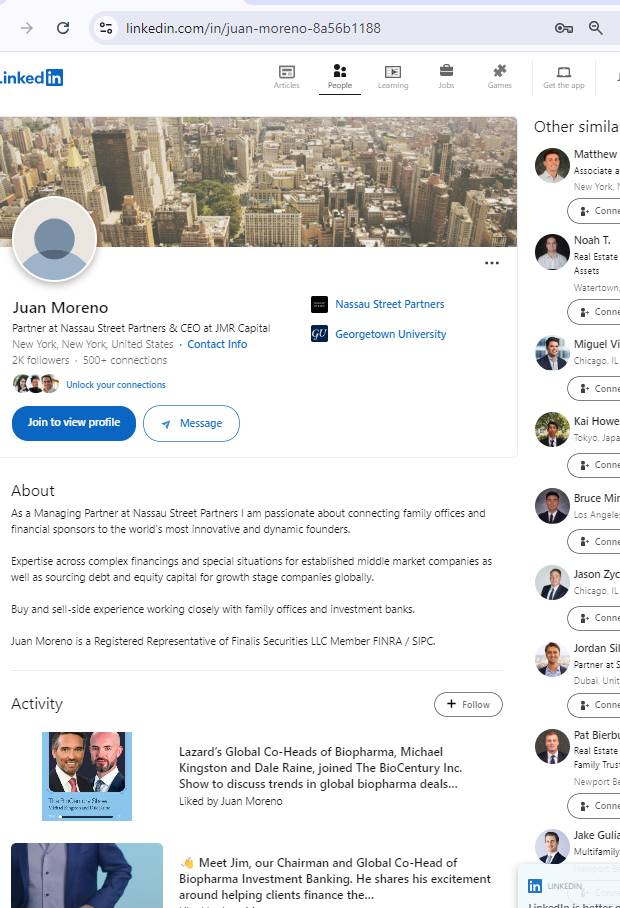 linkedin.com/in/juan-moreno-8a56b1188
Linked in
Articles
People
Learning
Jobs
Games
Get the app
Juan Moreno
Partner at Nassau Street Partners & CEO at JMR Capital
New York, New York, United States · Contact Info
2K followers · 500+ connections
Unlock your connections
Join to view profile
Message
Nassau Street Partners
GU Georgetown University
About
As a Managing Partner at Nassau Street Partners I am passionate about connecting family offices and
financial sponsors to the world's most innovative and dynamic founders.
Expertise across complex financings and special situations for established middle market companies as
well as sourcing debt and equity capital for growth stage companies globally.
Buy and sell-side experience working closely with family offices and investment banks.
Juan Moreno is a Registered Representative of Finalis Securities LLC Member FINRA / SIPC.
Activity
+ Follow
The BioCentury Show
Lazard's Global Co-Heads of Biopharma, Michael
Kingston and Dale Raine, joined The BioCentury Inc.
Show to discuss trends in global biopharma deals...
Liked by Juan Moreno
👋 Meet Jim, our Chairman and Global Co-Head of
Biopharma Investment Banking. He shares his excitement
around helping clients finance the...
Other simila
Matthew
Associate a
New York, N
Conne
Noah T.
Real Estate
Assets
Watertown,
Conne
Miguel Vi
Chicago, IL
Conne
Kai Howe
Tokyo, Japa
Conne
Bruce Mir
Los Angele
Conne
Jason Zyc
Chicago, IL
Conne
Jordan Sil
Partner at S
Dubai, Unit
Conne
Pat Bierbu
Real Estate
Family Trust
Newport Be
Conne
Jake Gulia
Multifamily
in LINKEDIN.
LinkedIn is better o